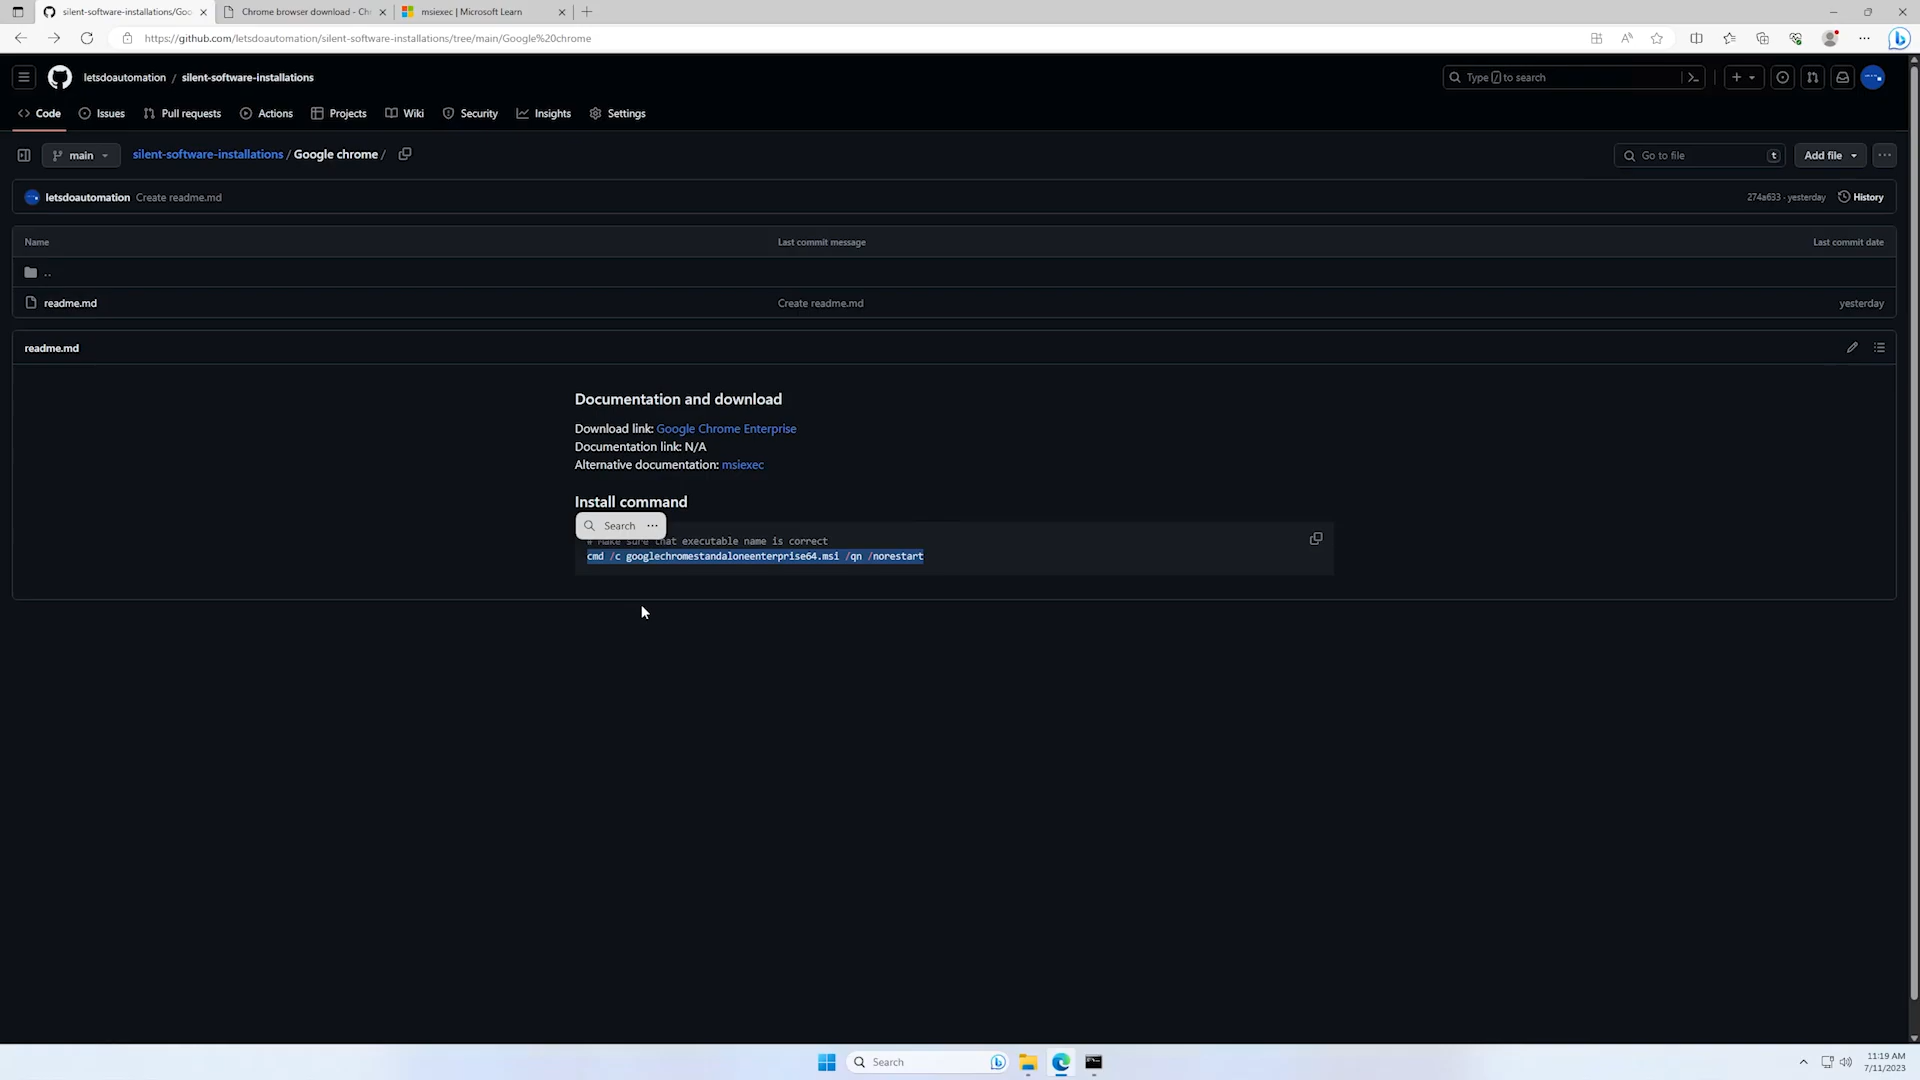 silent-software-installations/Goo
Chrome browser download - Ch
msiexec | Microsoft Learn
https://github.com/letsdoautomation/silent-software-installations/tree/main/Google%20chrome
letsdoautomation / silent-software-installations
Type / to search
Code
Issues
Pull requests
Actions
Projects
Wiki
Security
Insights
Settings
main
silent-software-installations / Google chrome /
Go to file
t
Add file
letsdoautomation Create readme.md
274a633 · yesterday
History
Name
Last commit message
Last commit date
..
readme.md
Create readme.md
yesterday
readme.md
Documentation and download
Download link: Google Chrome Enterprise
Documentation link: N/A
Alternative documentation: msiexec
Install command
Search
# Make sure that executable name is correct
cmd /c googlechromestandaloneenterprise64.msi /qn /norestart
Search
11:19 AM
7/11/2023